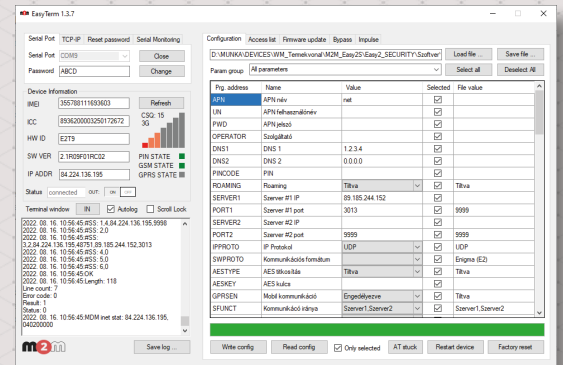 EasyTerm 1.3.7
Serial Port TCP-IP Reset password Serial Monitoring
Serial Port COM9 Close
Password ABCD Change
Device Information
IMEI 355788111693603 Refresh
ICC 8936200003250172672 CSQ: 15
3G
HW ID E2T9
SW VER 2.1R09F01RC02 PIN STATE
GSM STATE
IP ADDR 84.224.136.195 GPRS STATE
Status connected OUT: ON OFF
Terminal window IN Autolog Scroll Lock
2022. 08. 16. 10:56:45:#SS: 1,4,84.224.136.195,9998
2022. 08. 16. 10:56:45:#SS: 2,0
2022. 08. 16. 10:56:45:#SS:
3,2,84.224.136.195,48751,89.185.244.152,3013
2022. 08. 16. 10:56:45:#SS: 4,0
2022. 08. 16. 10:56:45:#SS: 5,0
2022. 08. 16. 10:56:45:#SS: 6,0
2022. 08. 16. 10:56:45:OK
2022. 08. 16. 10:56:45:Length: 118
Line count: 7
Error code: 0
Result: 1
Status: 0
2022. 08. 16. 10:56:45:MDM inet stat: 84.224.136.195,
040200000
m2m Save log ...
Configuration Access list Firmware update Bypass Impulse
D:\MUNKA\DEVICES\WM_Termekvonal\M2M_Easy2S\Easy2_SECURITY\Szoftver\ Load file ... Save file ...
Param group All parameters Select all Deselect All
Prg. address Name Value Selected File value
APN APN név net
UN APN felhasználónév
PWD APN jelszó
OPERATOR Szolgáltató
DNS1 DNS 1 1.2.3.4
DNS2 DNS 2 0.0.0.0
PINCODE PIN
ROAMING Roaming Tiltva Tiltva
SERVER1 Szerver #1 IP 89.185.244.152
PORT1 Szerver #1 port 3013 9999
SERVER2 Szerver #2 IP
PORT2 Szerver #2 port 9999 9999
IPPROTO IP Protokol UDP UDP
SWPROTO Kommunikációs formátum Enigma (E2)
AESTYPE AES titkosítás Tiltva Tiltva
AESKEY AES kulcs
GPRSEN Mobil kommunikáció Engedélyezve Tiltva
SFUNCT Kommunikácó iránya Szerver1,Szerver2 Szerver1,Szerver2
Write config Read config Only selected AT stuck Restart device Factory reset